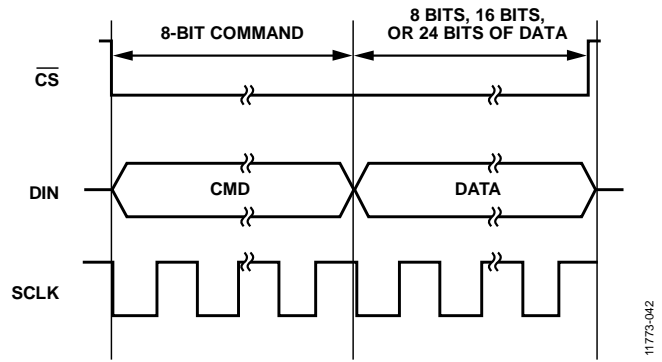 8-BIT COMMAND
8 BITS, 16 BITS,
OR 24 BITS OF DATA
CS
DIN
CMD
DATA
SCLK
11773-042